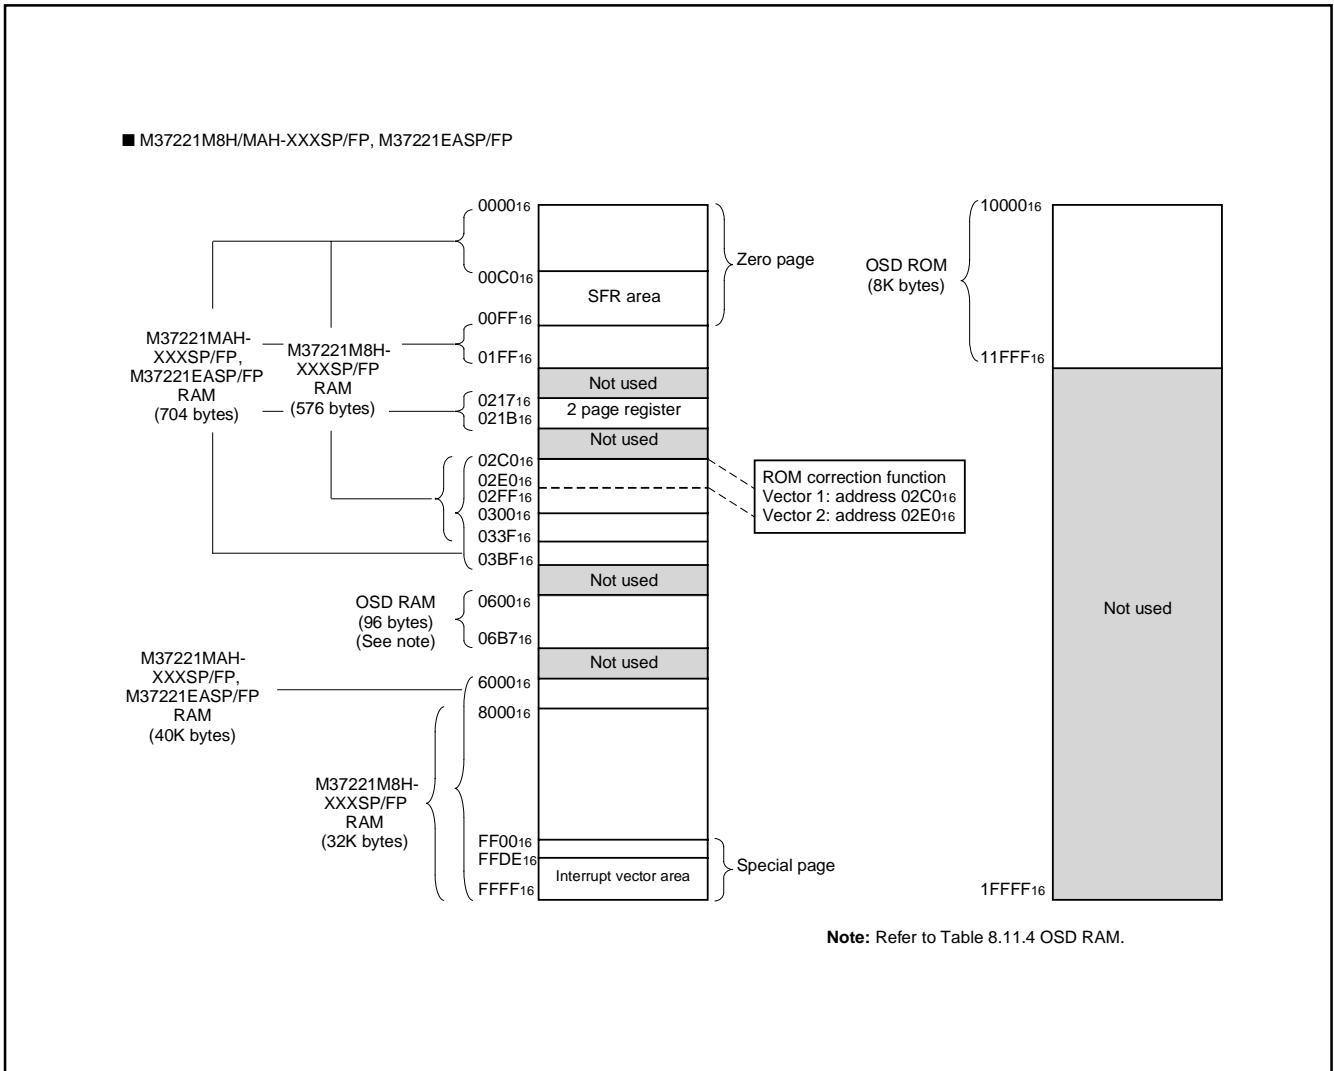 ■ M37221M8H/MAH-XXXSP/FP, M37221EASP/FP
000016
00C016
00FF16
01FF16
021716
021B16
02C016
02E016
02FF16
030016
033F16
03BF16
060016
06B716
600016
800016
FF0016
FFDE16
FFFF16
M37221MAH-
XXXSP/FP,
M37221EASP/FP
RAM
(704 bytes)
M37221M8H-
XXXSP/FP
RAM
(576 bytes)
OSD RAM
(96 bytes)
(See note)
M37221MAH-
XXXSP/FP,
M37221EASP/FP
RAM
(40K bytes)
M37221M8H-
XXXSP/FP
RAM
(32K bytes)
SFR area
Not used
2 page register
Not used
Not used
Not used
Interrupt vector area
Zero page
ROM correction function
Vector 1: address 02C016
Vector 2: address 02E016
Special page
1000016
OSD ROM
(8K bytes)
11FFF16
Not used
1FFFF16
Note: Refer to Table 8.11.4 OSD RAM.